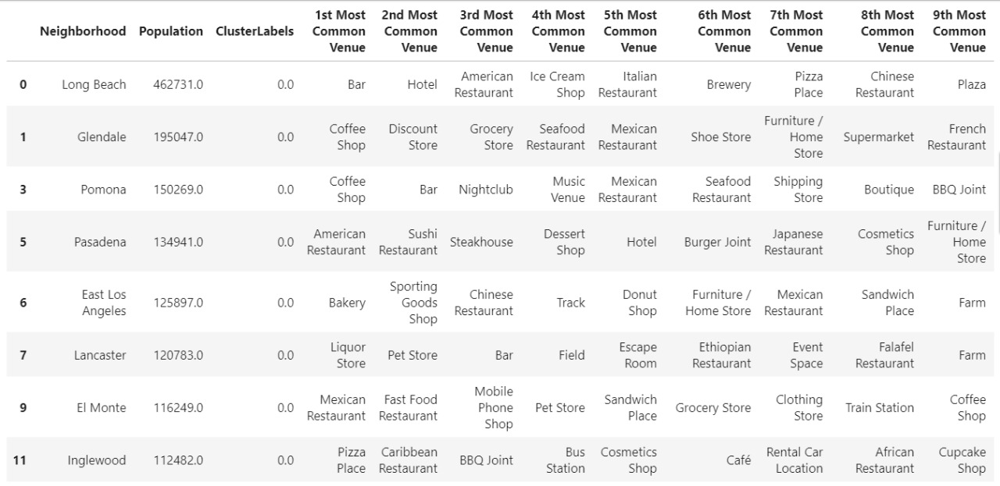 Neighborhood Population ClusterLabels 1st Most Common Venue 2nd Most Common Venue 3rd Most Common Venue 4th Most Common Venue 5th Most Common Venue 6th Most Common Venue 7th Most Common Venue 8th Most Common Venue 9th Most Common Venue
0 Long Beach 462731.0 0.0 Bar Hotel American Restaurant Ice Cream Shop Italian Restaurant Brewery Pizza Place Chinese Restaurant Plaza
1 Glendale 195047.0 0.0 Coffee Shop Discount Store Grocery Store Seafood Restaurant Mexican Restaurant Shoe Store Furniture / Home Store Supermarket French Restaurant
3 Pomona 150269.0 0.0 Coffee Shop Bar Nightclub Music Venue Mexican Restaurant Seafood Restaurant Shipping Store Boutique BBQ Joint
5 Pasadena 134941.0 0.0 American Restaurant Sushi Restaurant Steakhouse Dessert Shop Hotel Burger Joint Japanese Restaurant Cosmetics Shop Furniture / Home Store
6 East Los Angeles 125897.0 0.0 Bakery Sporting Goods Shop Chinese Restaurant Track Donut Shop Furniture / Home Store Mexican Restaurant Sandwich Place Farm
7 Lancaster 120783.0 0.0 Liquor Store Pet Store Bar Field Escape Room Ethiopian Restaurant Event Space Falafel Restaurant Farm
9 El Monte 116249.0 0.0 Mexican Restaurant Fast Food Restaurant Mobile Phone Shop Pet Store Sandwich Place Grocery Store Clothing Store Train Station Coffee Shop
11 Inglewood 112482.0 0.0 Pizza Place Caribbean Restaurant BBQ Joint Bus Station Cosmetics Shop Café Rental Car Location African Restaurant Cupcake Shop